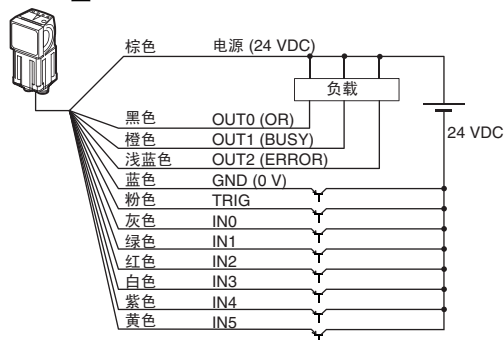 棕色 电源 (24 VDC)
负载
24 VDC
黑色 OUT0 (OR)
橙色 OUT1 (BUSY)
浅蓝色 OUT2 (ERROR)
蓝色 GND (0 V)
粉色 TRIG
灰色 IN0
绿色 IN1
红色 IN2
白色 IN3
紫色 IN4
黄色 IN5